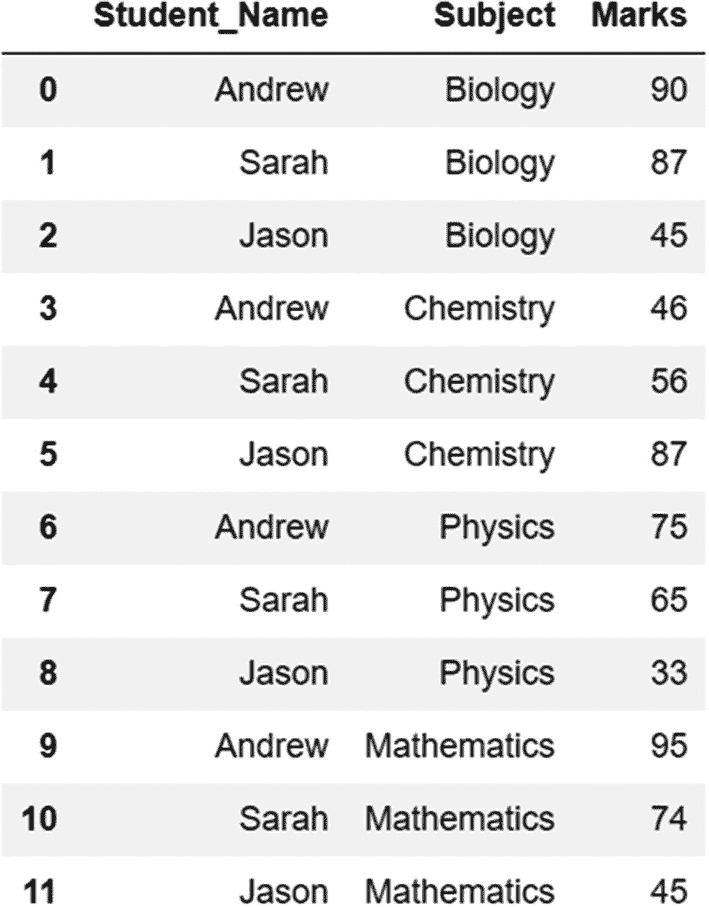 Student_Name Subject Marks
0 Andrew Biology 90
1 Sarah Biology 87
2 Jason Biology 45
3 Andrew Chemistry 46
4 Sarah Chemistry 56
5 Jason Chemistry 87
6 Andrew Physics 75
7 Sarah Physics 65
8 Jason Physics 33
9 Andrew Mathematics 95
10 Sarah Mathematics 74
11 Jason Mathematics 45